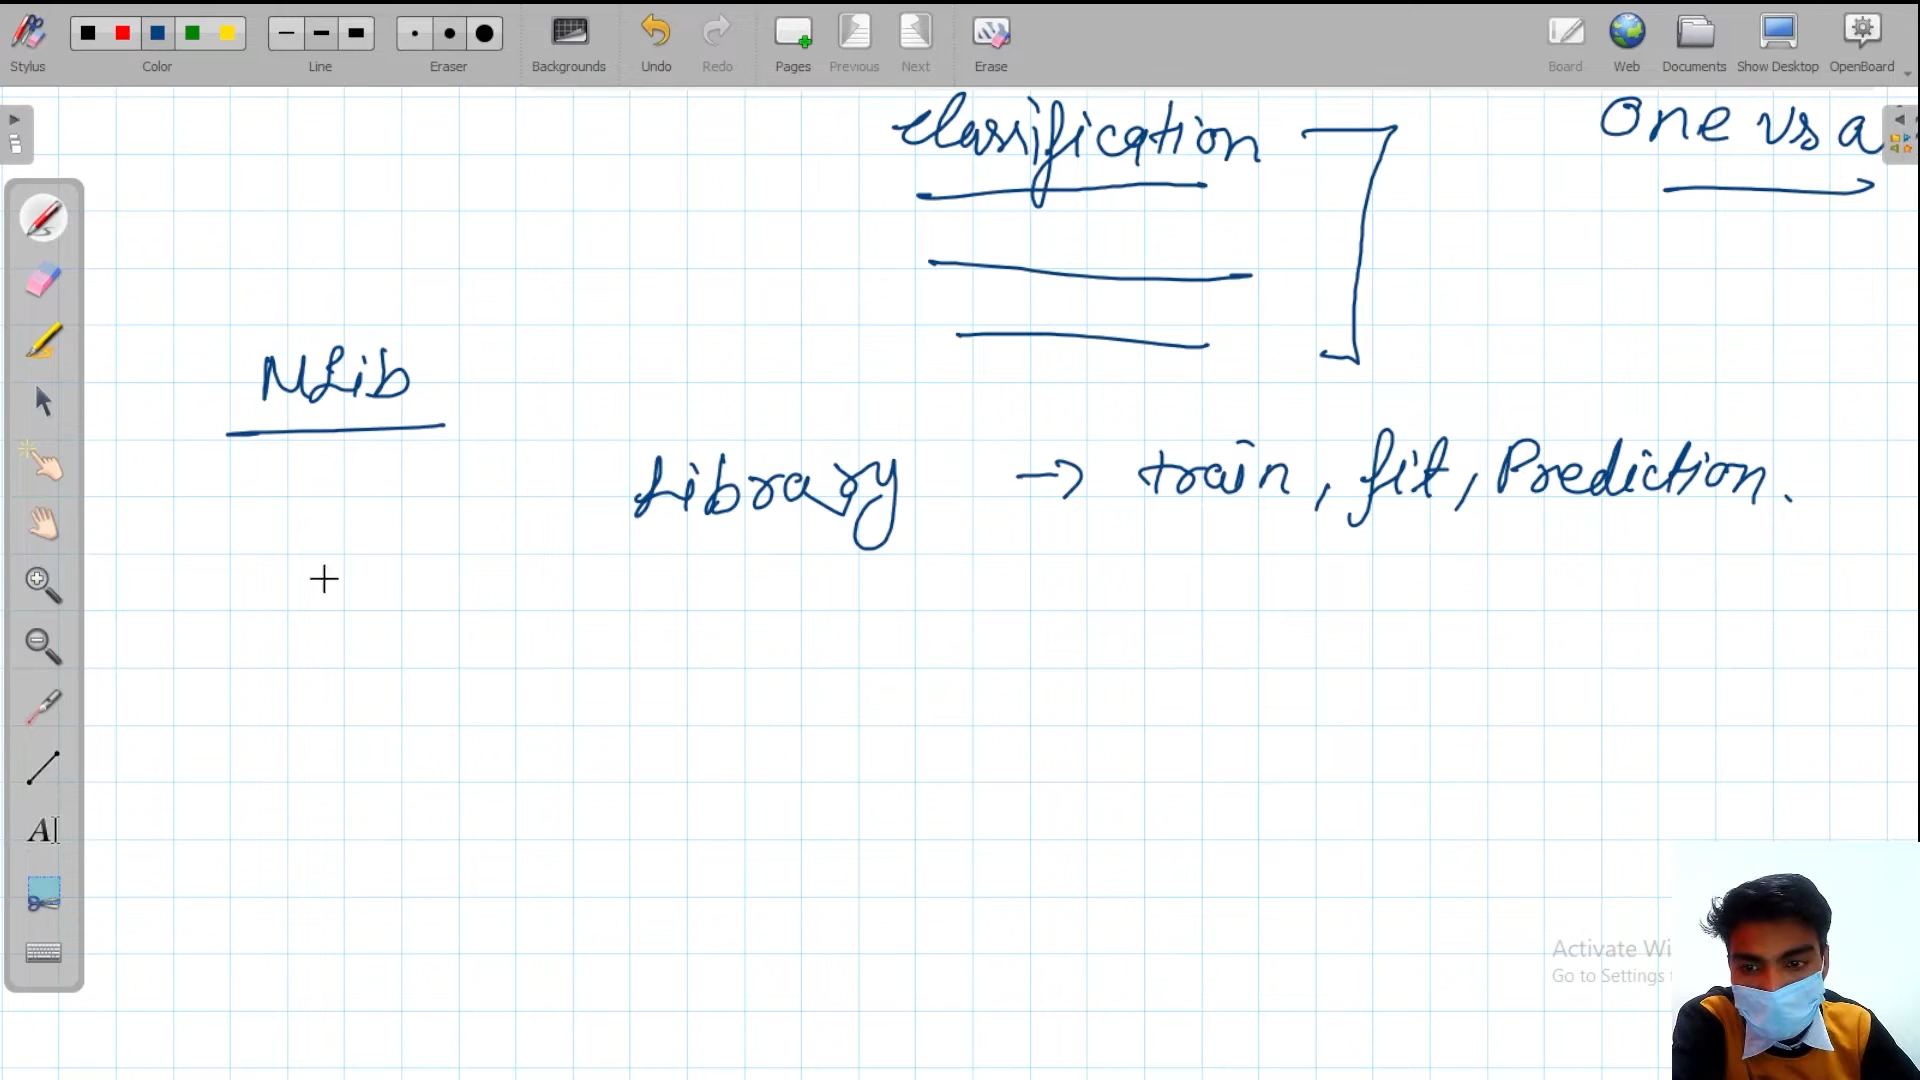 Stylus Color Line Eraser Backgrounds Undo Redo Pages Previous Next Erase Board Web Documents Show Desktop OpenBoard
classification One vs a
MLib
Library → train, fit, Prediction.
AI
Activate Wi
Go to Settings